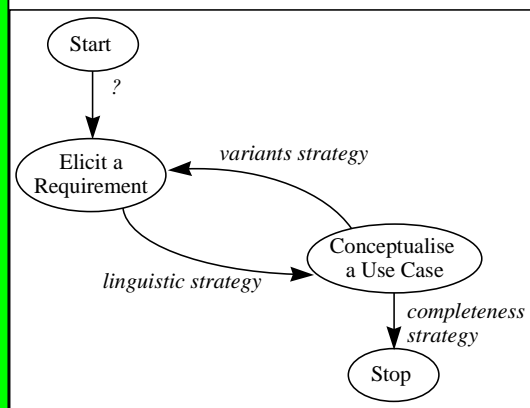 Start
?
Elicit a
Requirement
variants strategy
linguistic strategy
Conceptualise
a Use Case
completeness
strategy
Stop